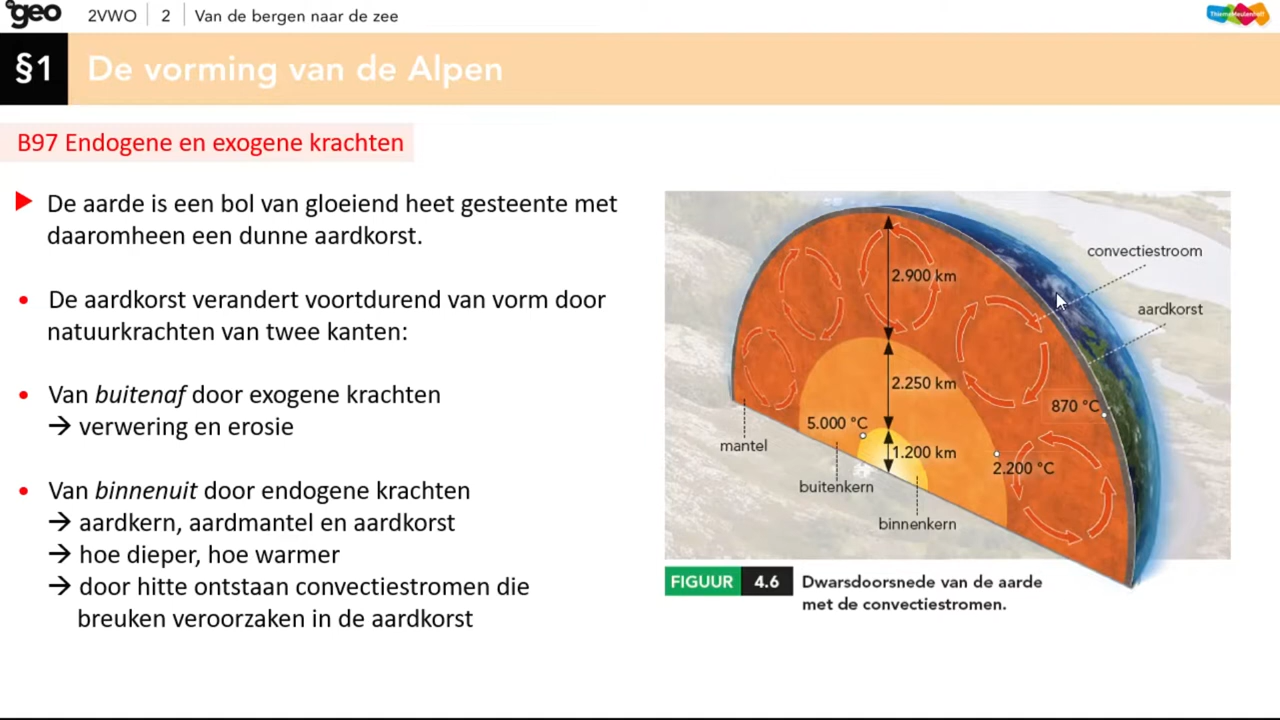 geo 2VWO 2 Van de bergen naar de zee
ThiemeMeulenhoff
§1 De vorming van de Alpen
B97 Endogene en exogene krachten
De aarde is een bol van gloeiend heet gesteente met
daaromheen een dunne aardkorst.
• De aardkorst verandert voortdurend van vorm door
natuurkrachten van twee kanten:
• Van buitenaf door exogene krachten
→ verwering en erosie
• Van binnenuit door endogene krachten
→ aardkern, aardmantel en aardkorst
→ hoe dieper, hoe warmer
→ door hitte ontstaan convectiestromen die
breuken veroorzaken in de aardkorst
convectiestroom
2.900 km
aardkorst
2.250 km
870 °C
5.000 °C
mantel
1.200 km
2.200 °C
buitenkern
binnenkern
FIGUUR 4.6 Dwarsdoorsnede van de aarde
met de convectiestromen.